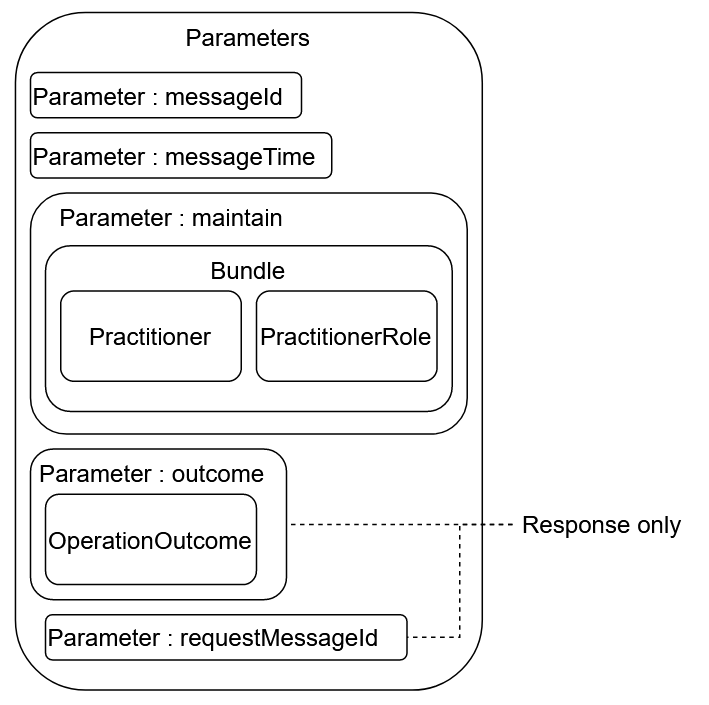 Parameters
Parameter : messageId
Parameter : messageTime
Parameter : maintain
Bundle
Practitioner
PractitionerRole
Parameter : outcome
OperationOutcome
Response only
Parameter : requestMessageId